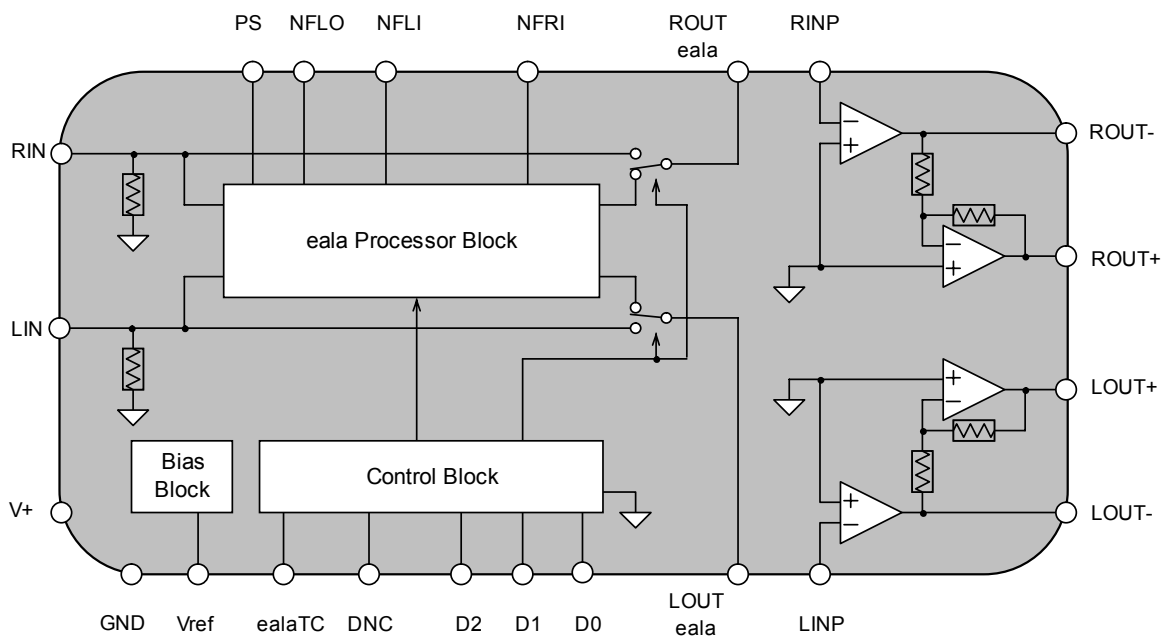 PS
NFLO
NFLI
NFRI
ROUT
eala
RINP
ROUT-
RIN
eala Processor Block
ROUT+
LIN
LOUT+
Bias
Block
Control Block
V+
LOUT-
GND
Vref
ealaTC
DNC
D2
D1
D0
LOUT
eala
LINP